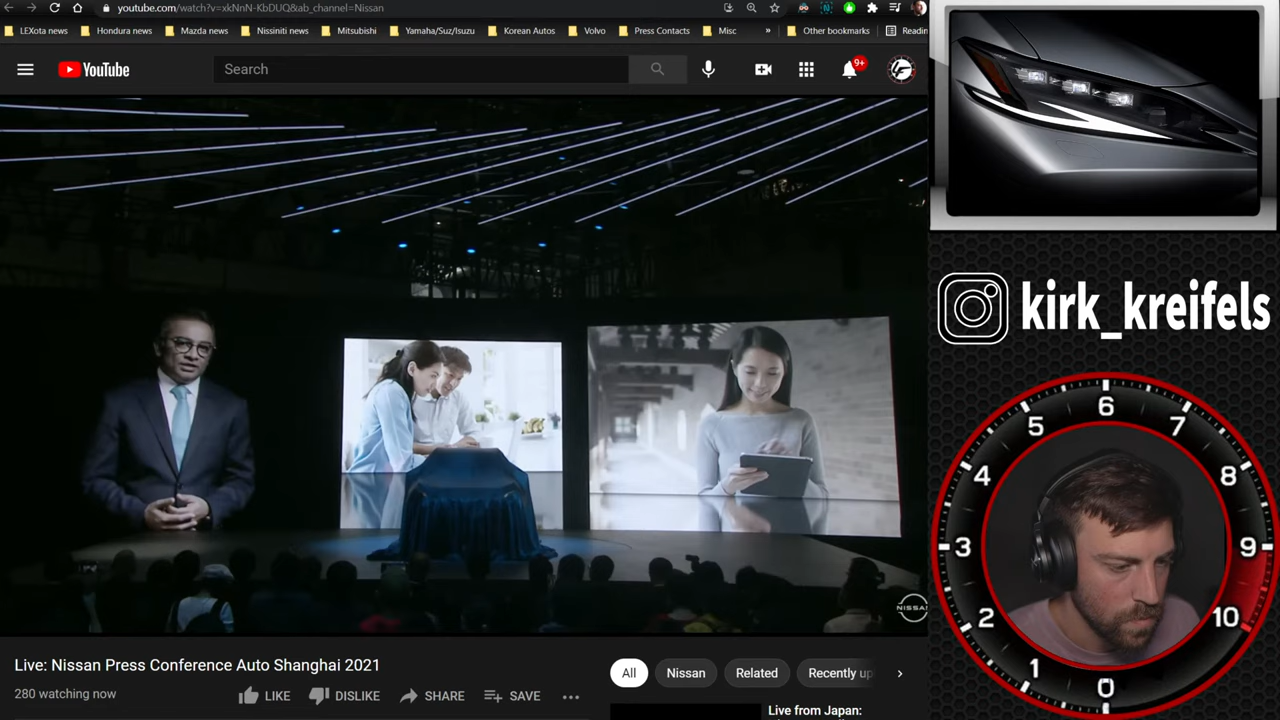 youtube.com/watch?v=xkNnN-KbDUQ&ab_channel=Nissan
LEXota news
Hondura news
Mazda news
Nissiniti news
Mitsubishi
Yamaha/Suz/Isuzu
Korean Autos
Volvo
Press Contacts
Misc
»
Other bookmarks
Readin
YouTube
Search
9+
NISSAN
Live: Nissan Press Conference Auto Shanghai 2021
280 watching now
LIKE
DISLIKE
SHARE
SAVE
All
Nissan
Related
Recently up
Live from Japan:
kirk_kreifels
0
1
2
3
4
5
6
7
8
9
10